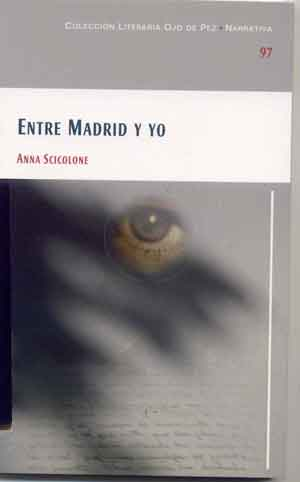 COLECCIÓN LITERARIA OJO DE PEZ • NARRATIVA
97
ENTRE MADRID Y YO
ANNA SCICOLONE